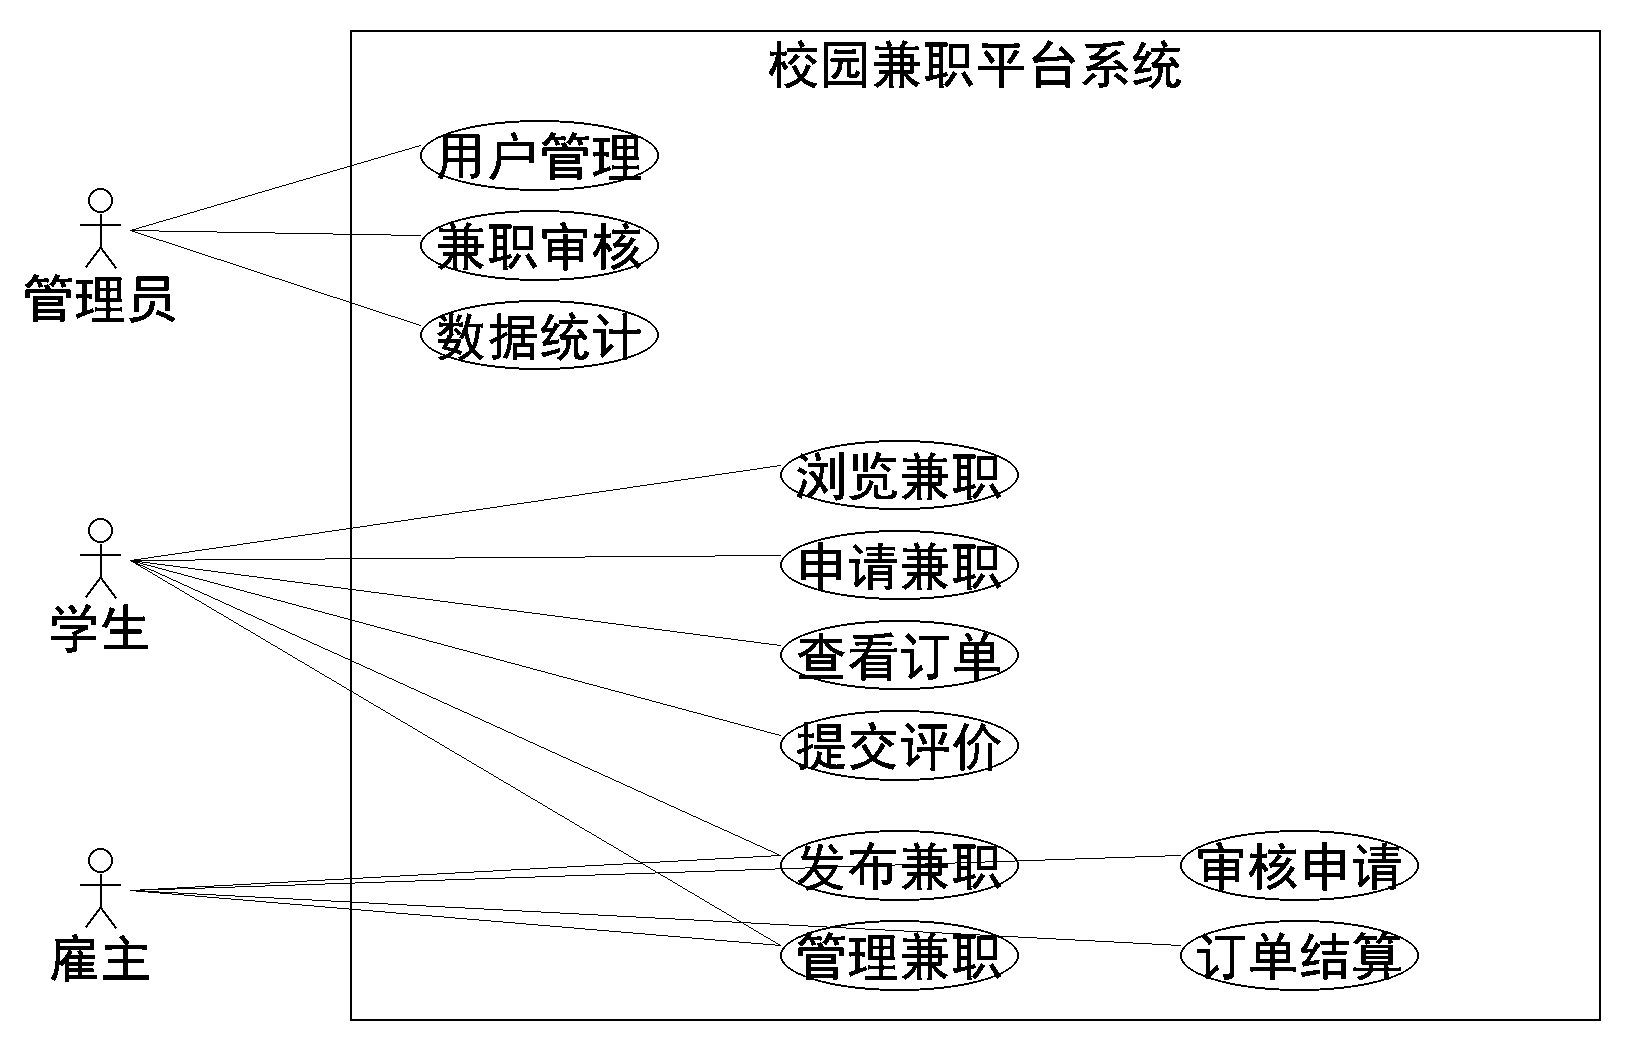 校园兼职平台系统
用户管理
兼职审核
数据统计
管理员
浏览兼职
申请兼职
查看订单
提交评价
学生
发布兼职
审核申请
管理兼职
订单结算
雇主